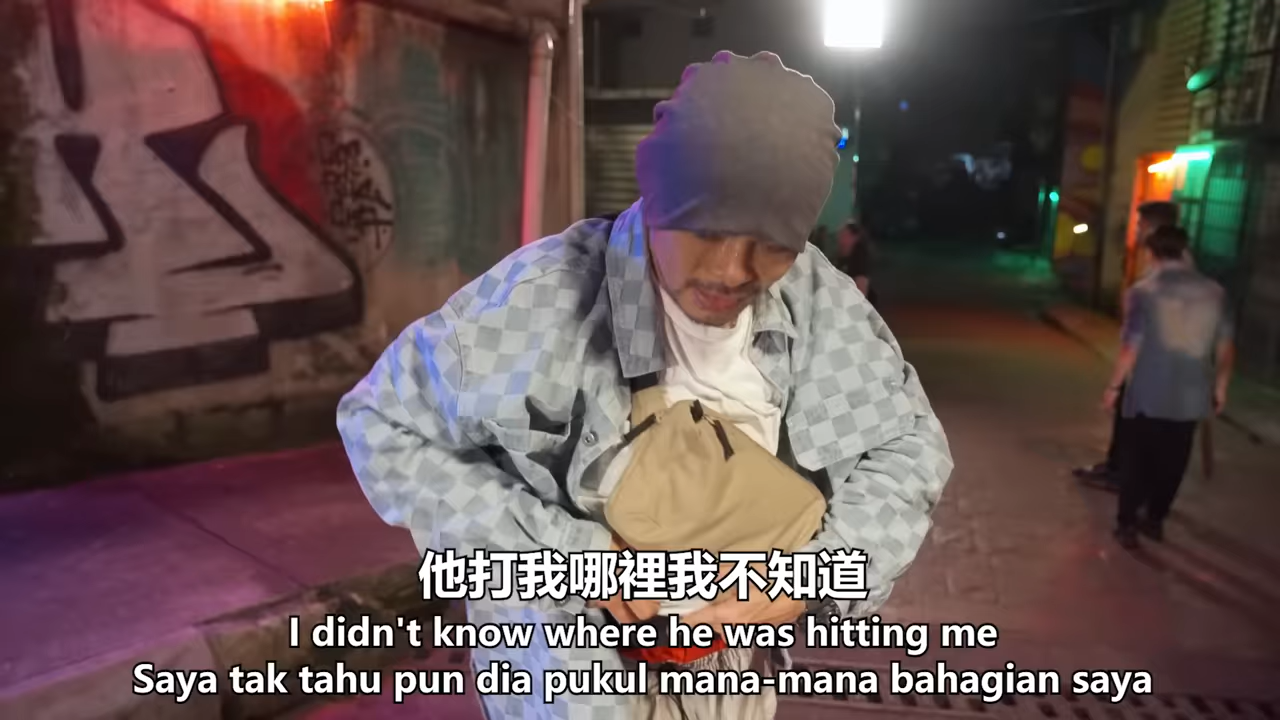 他打我哪裡我不知道
I didn't know where he was hitting me
Saya tak tahu pun dia pukul mana-mana bahagian saya